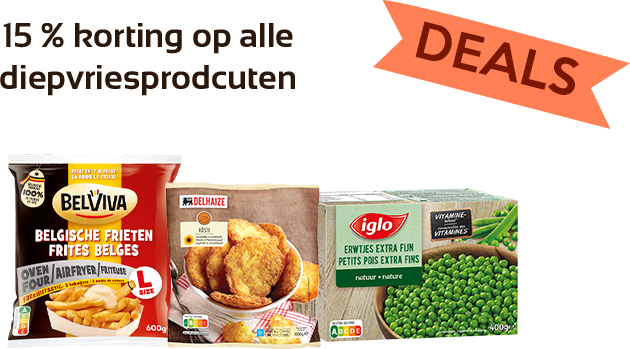 15 % korting op alle
diepvriesprodcuten
DEALS
BELVIVA
BELGISCHE FRIETEN
FRITES BELGES
OVEN
FOUR/AIRFRYER/FRITEUSE
L
SIZE
600g
DELHAIZE
RÖSTI
600g
iglo
ERWTJES EXTRA FIJN
PETITS POIS EXTRA FINS
natuur • nature
VITAMINE-
VITAMINES
400g
100%